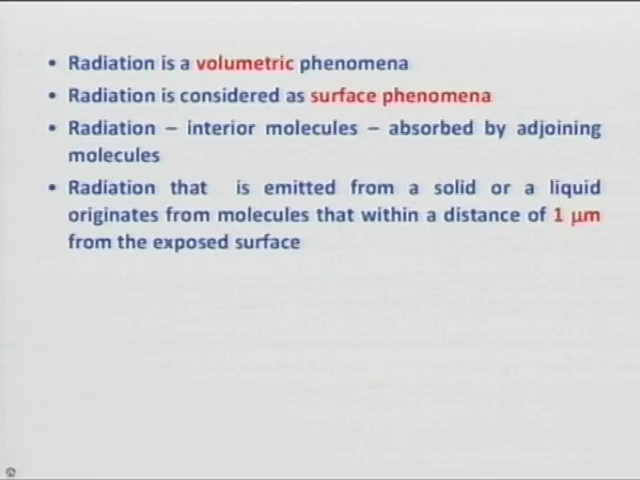 • Radiation is a volumetric phenomena
• Radiation is considered as surface phenomena
• Radiation – interior molecules – absorbed by adjoining
molecules
• Radiation that is emitted from a solid or a liquid
originates from molecules that within a distance of 1 μm
from the exposed surface